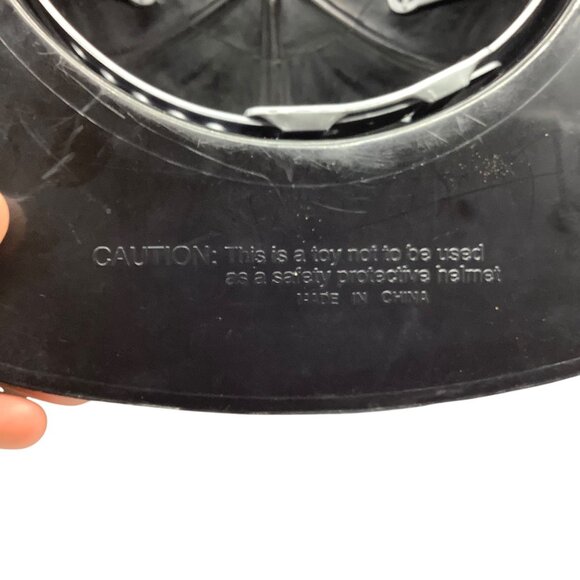 CAUTION: This is a toy not to be used
as a safety protective helmet
MADE IN CHINA